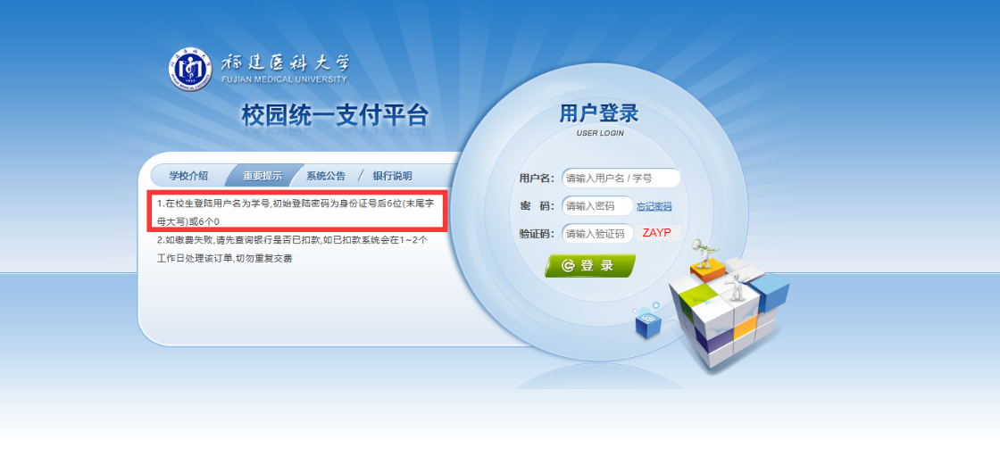 福建医科大学
FUJIAN MEDICAL UNIVERSITY
校园统一支付平台
学校介绍 重要提示 系统公告 / 银行说明
1.在校生登陆用户名为学号,初始登陆密码为身份证号后6位(末尾字
母大写)或6个0
2.如缴费失败,请先查询银行是否已扣款,如已扣款系统会在1~2个
工作日处理该订单,切勿重复交费
用户登录
USER LOGIN
用户名: 请输入用户名 / 学号
密 码: 请输入密码 忘记密码
验证码: 请输入验证码 ZAYP
登 录